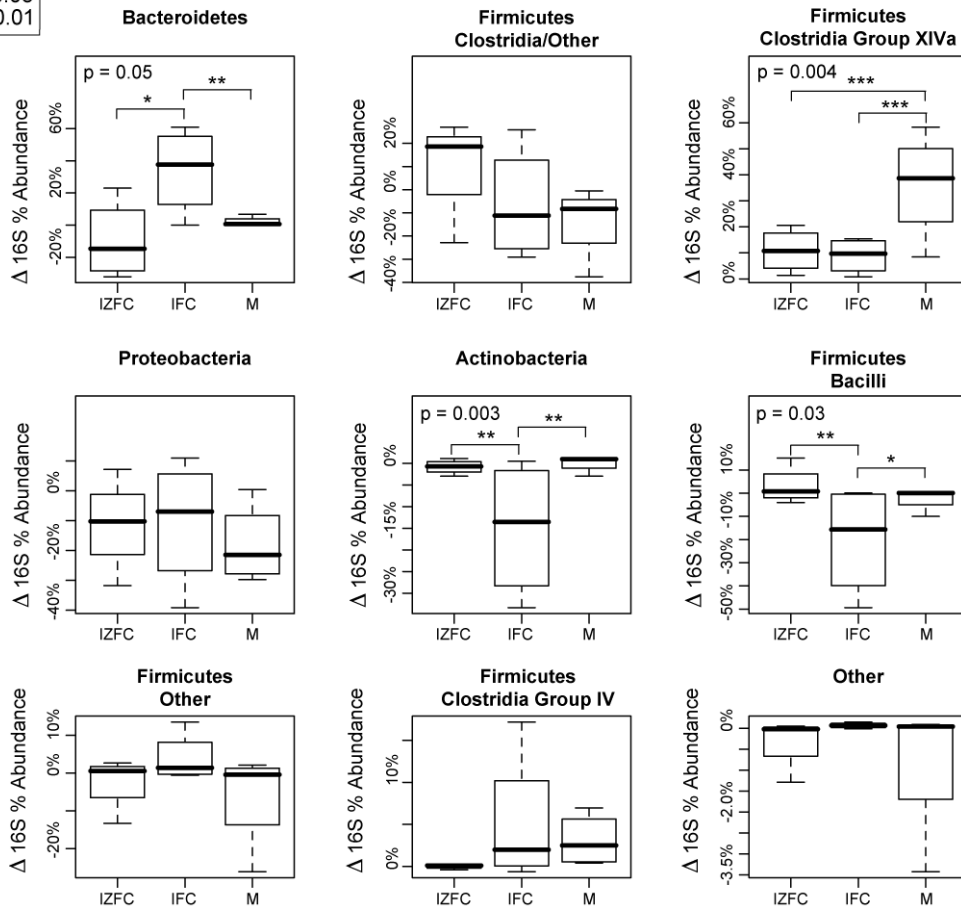 0.01
Bacteroidetes
p = 0.05
*
**
Δ 16S % Abundance
60%
20%
-20%
IZFC IFC M
Firmicutes
Clostridia/Other
Δ 16S % Abundance
20%
0%
-20%
-40%
IZFC IFC M
Firmicutes
Clostridia Group XIVa
p = 0.004
***
***
Δ 16S % Abundance
60%
40%
20%
0%
IZFC IFC M
Proteobacteria
Δ 16S % Abundance
0%
-20%
-40%
IZFC IFC M
Actinobacteria
p = 0.003
**
**
Δ 16S % Abundance
0%
-15%
-30%
IZFC IFC M
Firmicutes
Bacilli
p = 0.03
**
*
Δ 16S % Abundance
10%
-10%
-30%
-50%
IZFC IFC M
Firmicutes
Other
Δ 16S % Abundance
10%
0%
-20%
IZFC IFC M
Firmicutes
Clostridia Group IV
Δ 16S % Abundance
10%
0%
IZFC IFC M
Other
Δ 16S % Abundance
0%
-2.0%
-3.5%
IZFC IFC M